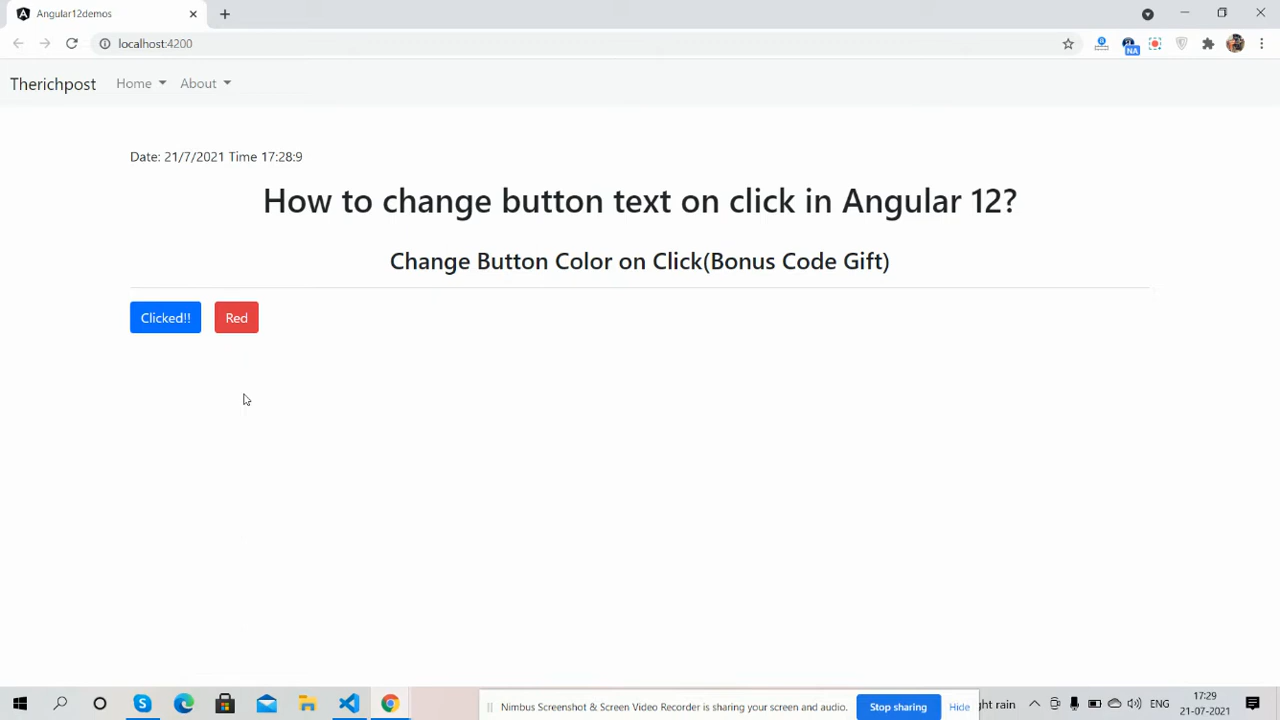 Angular12demos
localhost:4200
NA
Therichpost Home About
Date: 21/7/2021 Time 17:28:9
How to change button text on click in Angular 12?
Change Button Color on Click(Bonus Code Gift)
Clicked!! Red
Nimbus Screenshot & Screen Video Recorder is sharing your screen and audio. Stop sharing Hide
ght rain ENG 17:29
21-07-2021